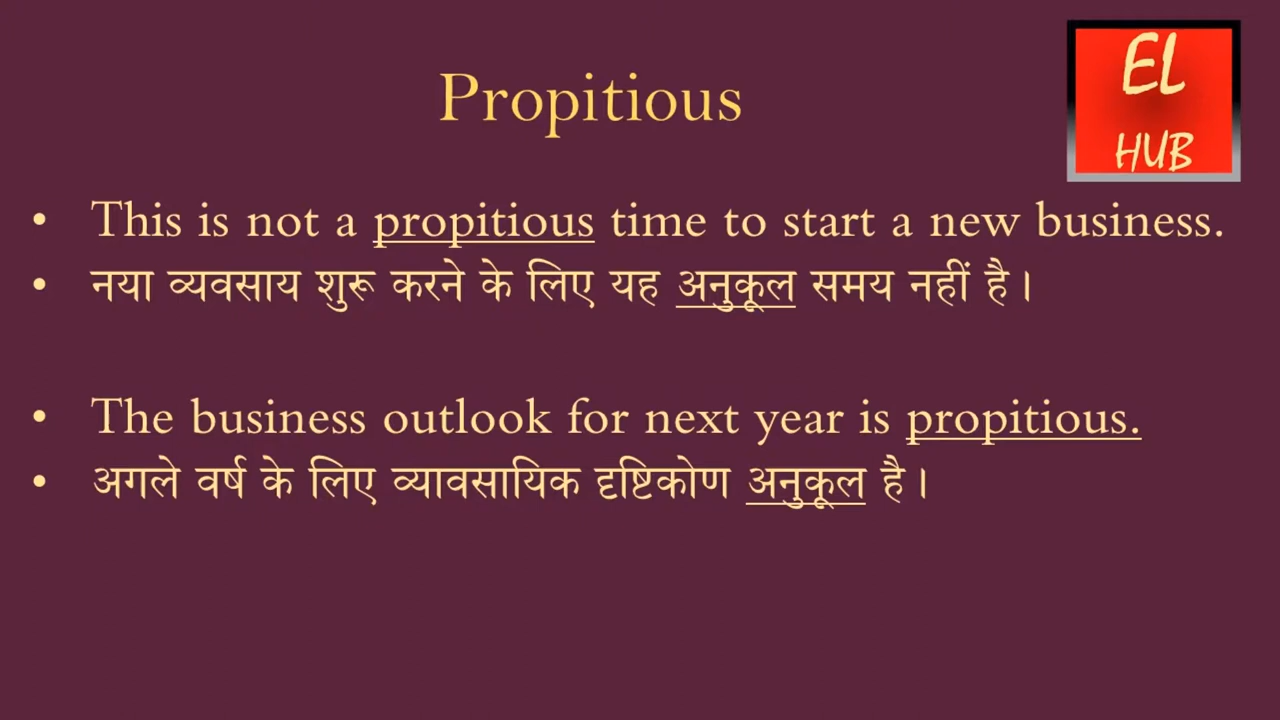 EL
HUB
Propitious
• This is not a propitious time to start a new business.
• नया व्यवसाय शुरू करने के लिए यह अनुकूल समय नहीं है।
• The business outlook for next year is propitious.
• अगले वर्ष के लिए व्यावसायिक दृष्टिकोण अनुकूल है।